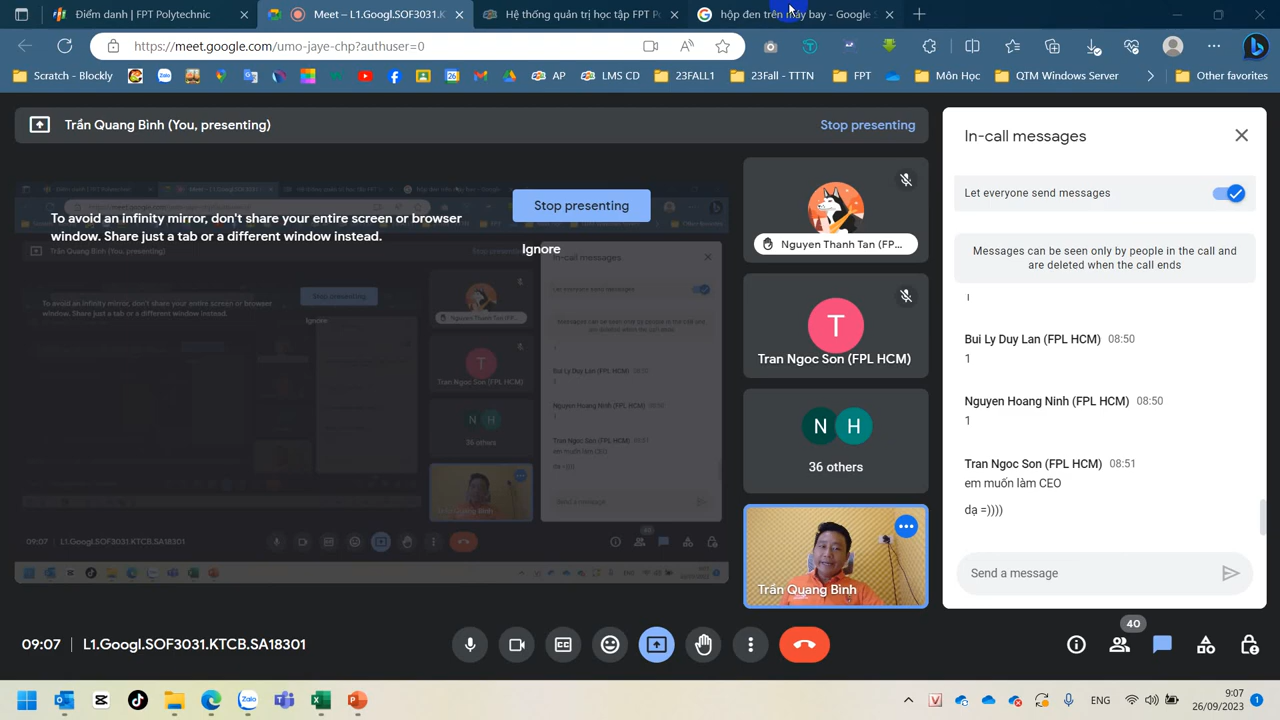 Điểm danh | FPT Polytechnic
Meet – L1.Googl.SOF3031.K
Hệ thống quản trị học tập FPT P
hộp đen trên máy bay - Google
https://meet.google.com/umo-jaye-chp?authuser=0
Scratch - Blockly
AP
LMS CD
23FALL1
23Fall - TTTN
FPT
Môn Học
QTM Windows Server
Other favorites
Trần Quang Bình (You, presenting)
Stop presenting
To avoid an infinity mirror, don't share your entire screen or browser
window. Share just a tab or a different window instead.
Stop presenting
Ignore
Nguyen Thanh Tan (FP...
T
Tran Ngoc Son (FPL HCM)
N H
36 others
Trần Quang Bình
In-call messages
Let everyone send messages
Messages can be seen only by people in the call and
are deleted when the call ends
Bui Ly Duy Lan (FPL HCM) 08:50
1
Nguyen Hoang Ninh (FPL HCM) 08:50
1
Tran Ngoc Son (FPL HCM) 08:51
em muốn làm CEO
dạ =))))
Send a message
09:07 | L1.Googl.SOF3031.KTCB.SA18301
40
ENG
9:07
26/09/2023